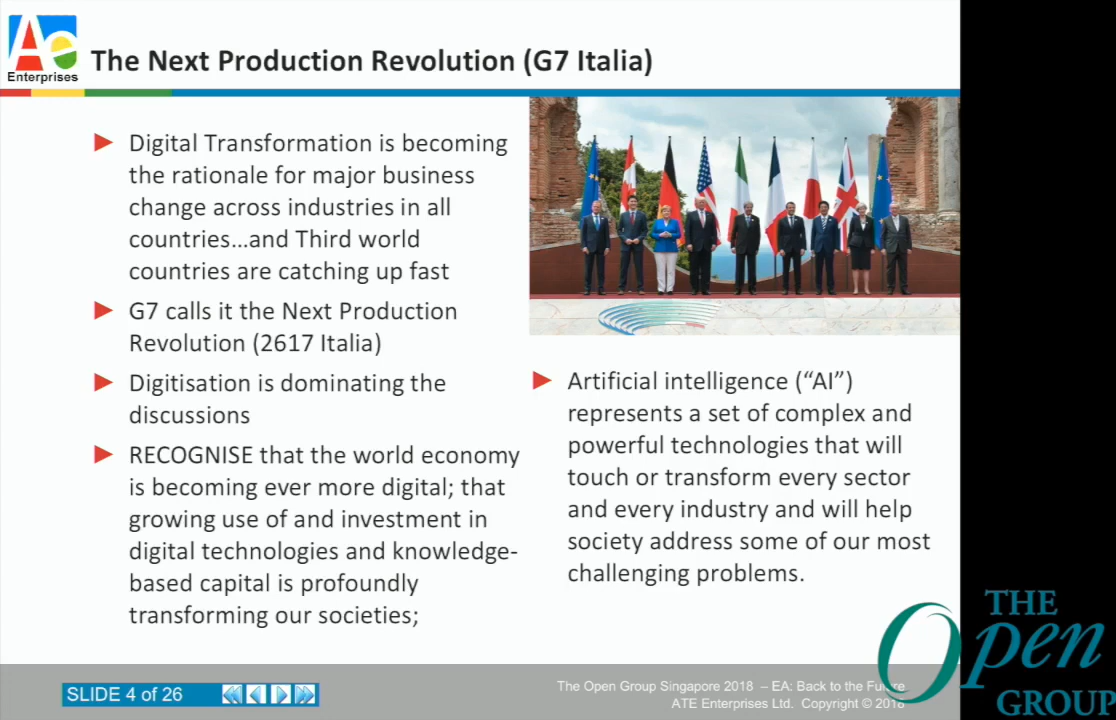 Ae
Enterprises
The Next Production Revolution (G7 Italia)
► Digital Transformation is becoming
the rationale for major business
change across industries in all
countries…and Third world
countries are catching up fast
► G7 calls it the Next Production
Revolution (2617 Italia)
► Digitisation is dominating the
discussions
► RECOGNISE that the world economy
is becoming ever more digital; that
growing use of and investment in
digital technologies and knowledge-
based capital is profoundly
transforming our societies;
► Artificial intelligence (“AI”)
represents a set of complex and
powerful technologies that will
touch or transform every sector
and every industry and will help
society address some of our most
challenging problems.
SLIDE 4 of 26
The Open Group Singapore 2018 – EA: Back to the Future
ATE Enterprises Ltd. Copyright © 2018
THE
Open
GROUP